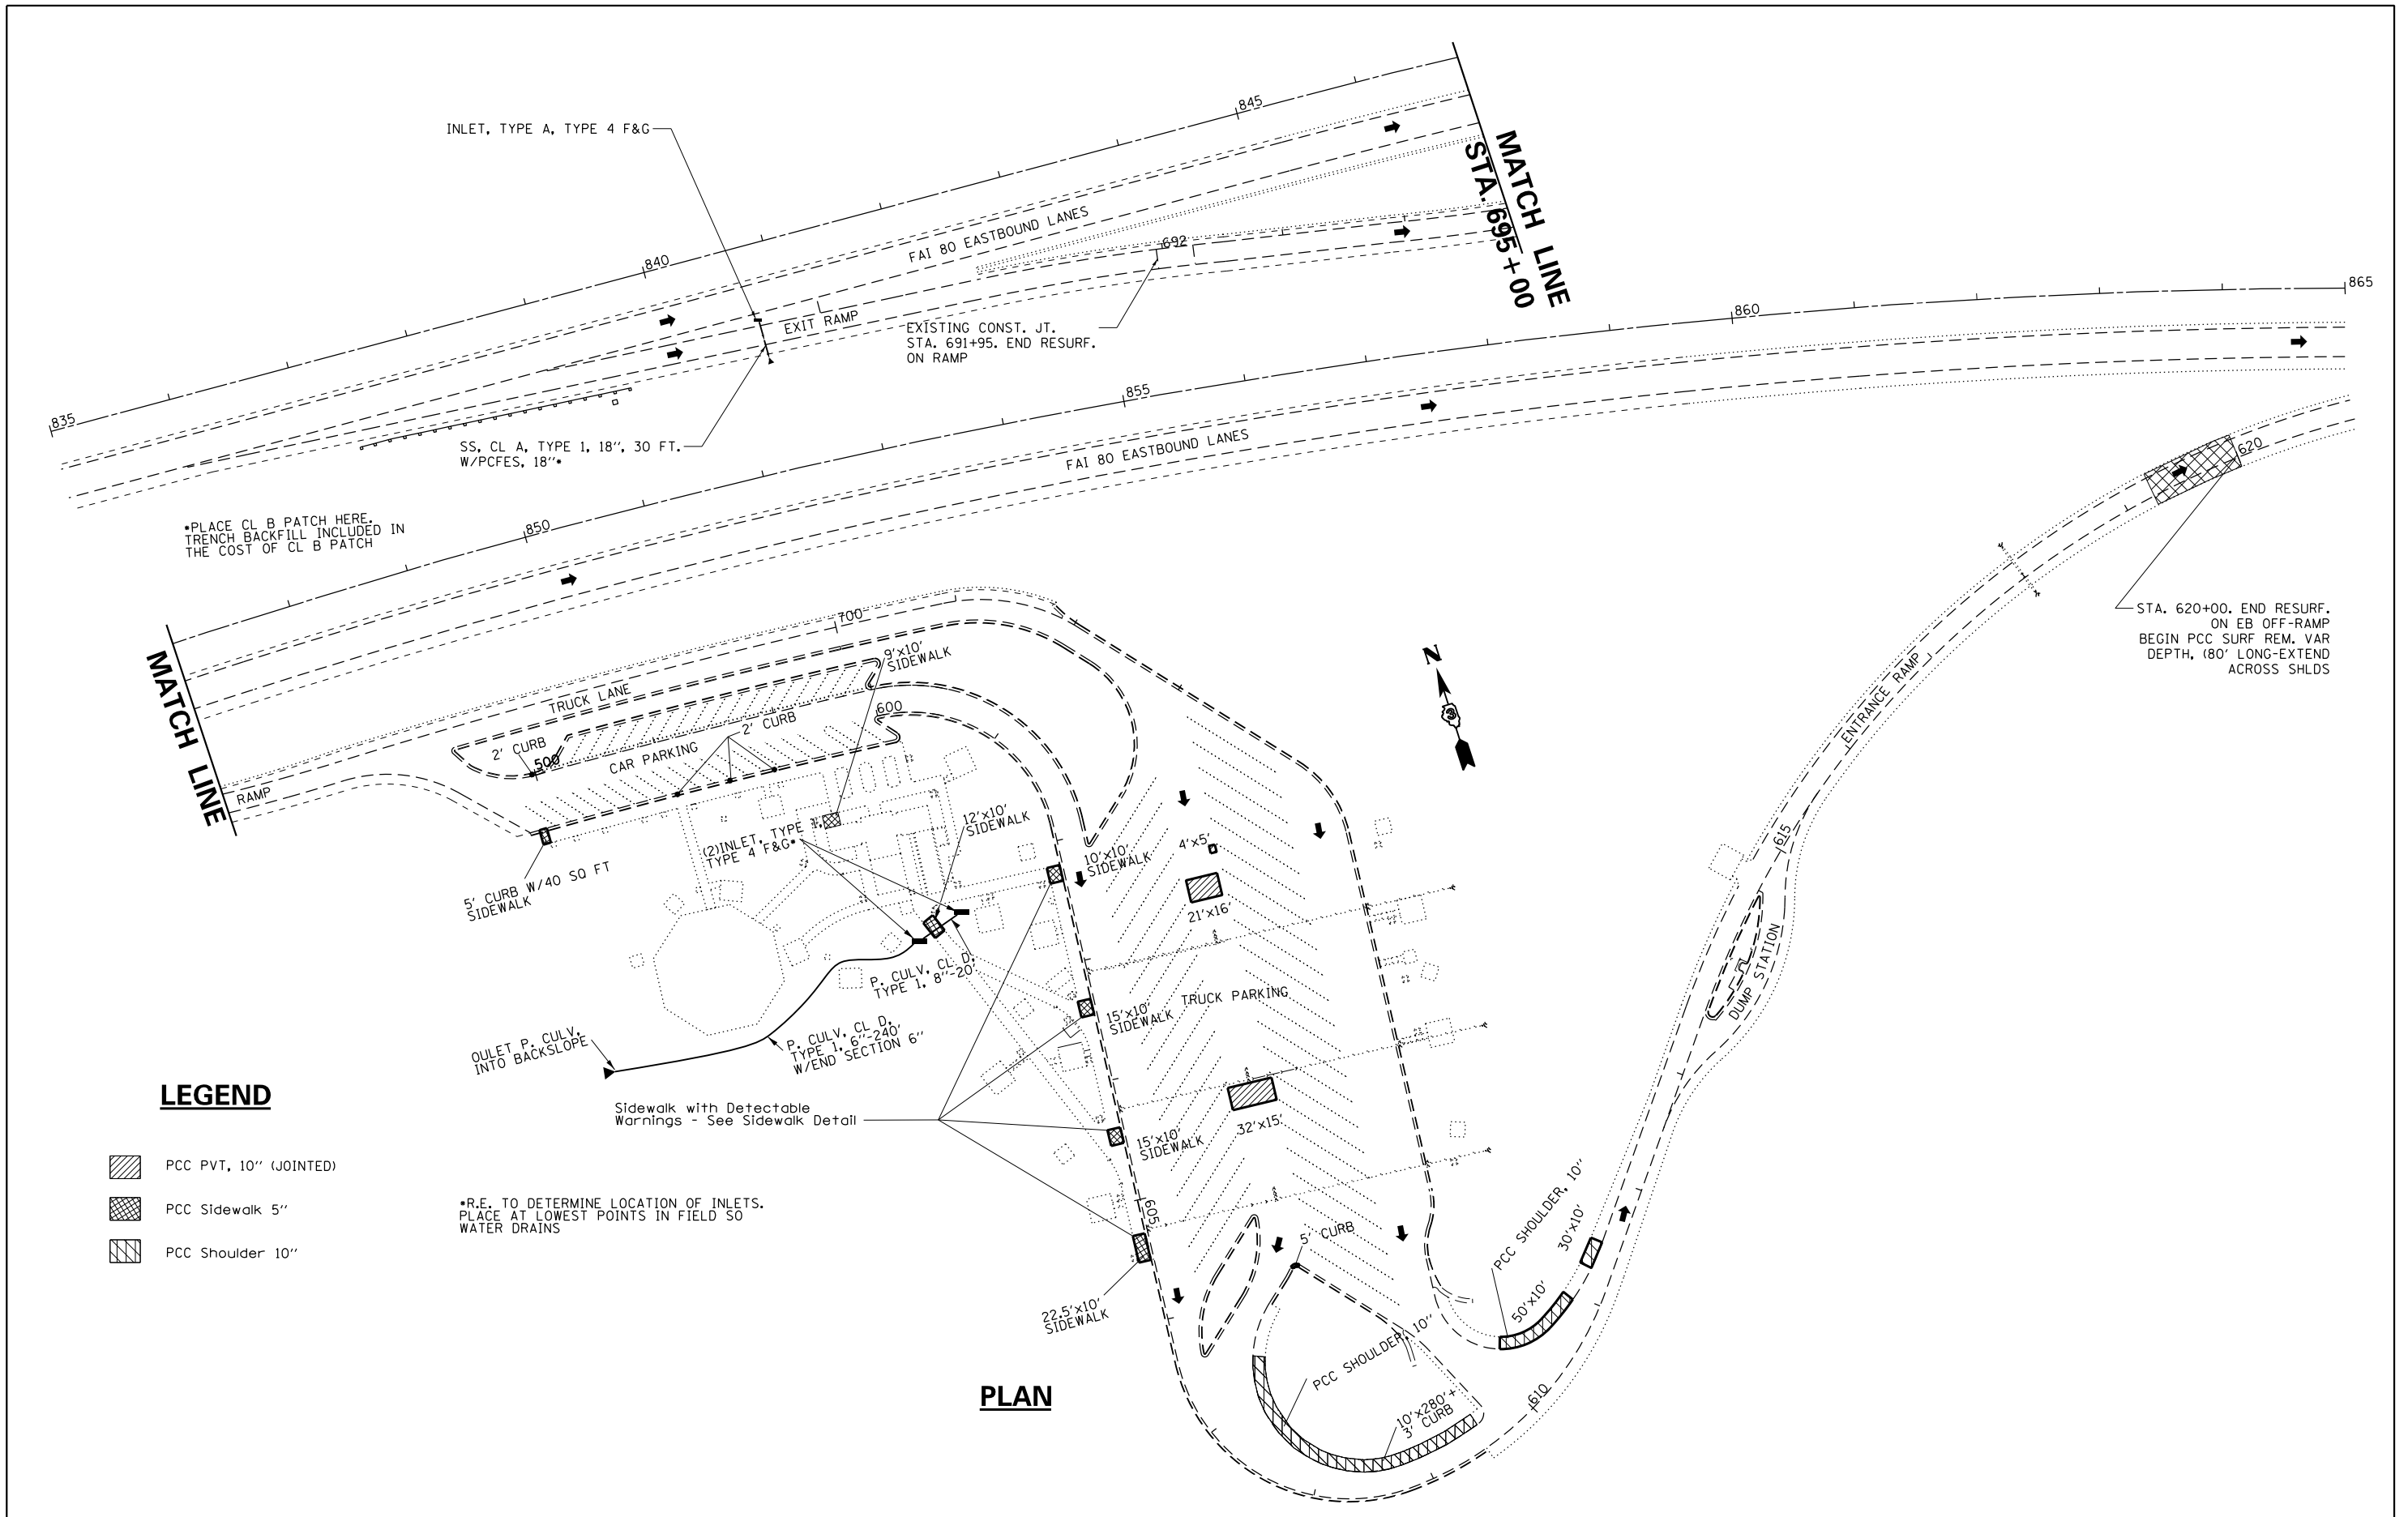 INLET, TYPE A, TYPE 4 F&G
845
840
835
FAI 80 EASTBOUND LANES
692
EXIT RAMP
EXISTING CONST. JT.
STA. 691+95. END RESURF.
ON RAMP
MATCH LINE
STA. 695+00
SS, CL A, TYPE 1, 18", 30 FT.
W/PCFES, 18"*
*PLACE CL B PATCH HERE.
TRENCH BACKFILL INCLUDED IN
THE COST OF CL B PATCH
850
855
860
865
FAI 80 EASTBOUND LANES
620
STA. 620+00. END RESURF.
ON EB OFF-RAMP
BEGIN PCC SURF REM. VAR
DEPTH, (80' LONG-EXTEND
ACROSS SHLDS
MATCH LINE
RAMP
TRUCK LANE
700
9'x10'
SIDEWALK
600
2' CURB
2' CURB
500
CAR PARKING
N
3
ENTRANCE RAMP
615
DUMP STATION
5' CURB W/40 SQ FT
SIDEWALK
(2)INLET, TYPE 1,
TYPE 4 F&G*
12'x10'
SIDEWALK
10'x10'
SIDEWALK
4'x5'
21'x16'
P. CULV, CL D,
TYPE 1, 8"-20'
TRUCK PARKING
15'x10'
SIDEWALK
P. CULV, CL D,
TYPE 1, 6"-240'
W/END SECTION 6"
OULET P. CULV,
INTO BACKSLOPE
32'x15'
15'x10'
SIDEWALK
Sidewalk with Detectable
Warnings - See Sidewalk Detail
LEGEND
PCC PVT, 10" (JOINTED)
PCC Sidewalk 5"
PCC Shoulder 10"
*R.E. TO DETERMINE LOCATION OF INLETS.
PLACE AT LOWEST POINTS IN FIELD SO
WATER DRAINS
605
22.5'x10'
SIDEWALK
5' CURB
PCC SHOULDER, 10"
30'x10'
50'x10'
PCC SHOULDER, 10"
10'x280'+
3' CURB
610
PLAN